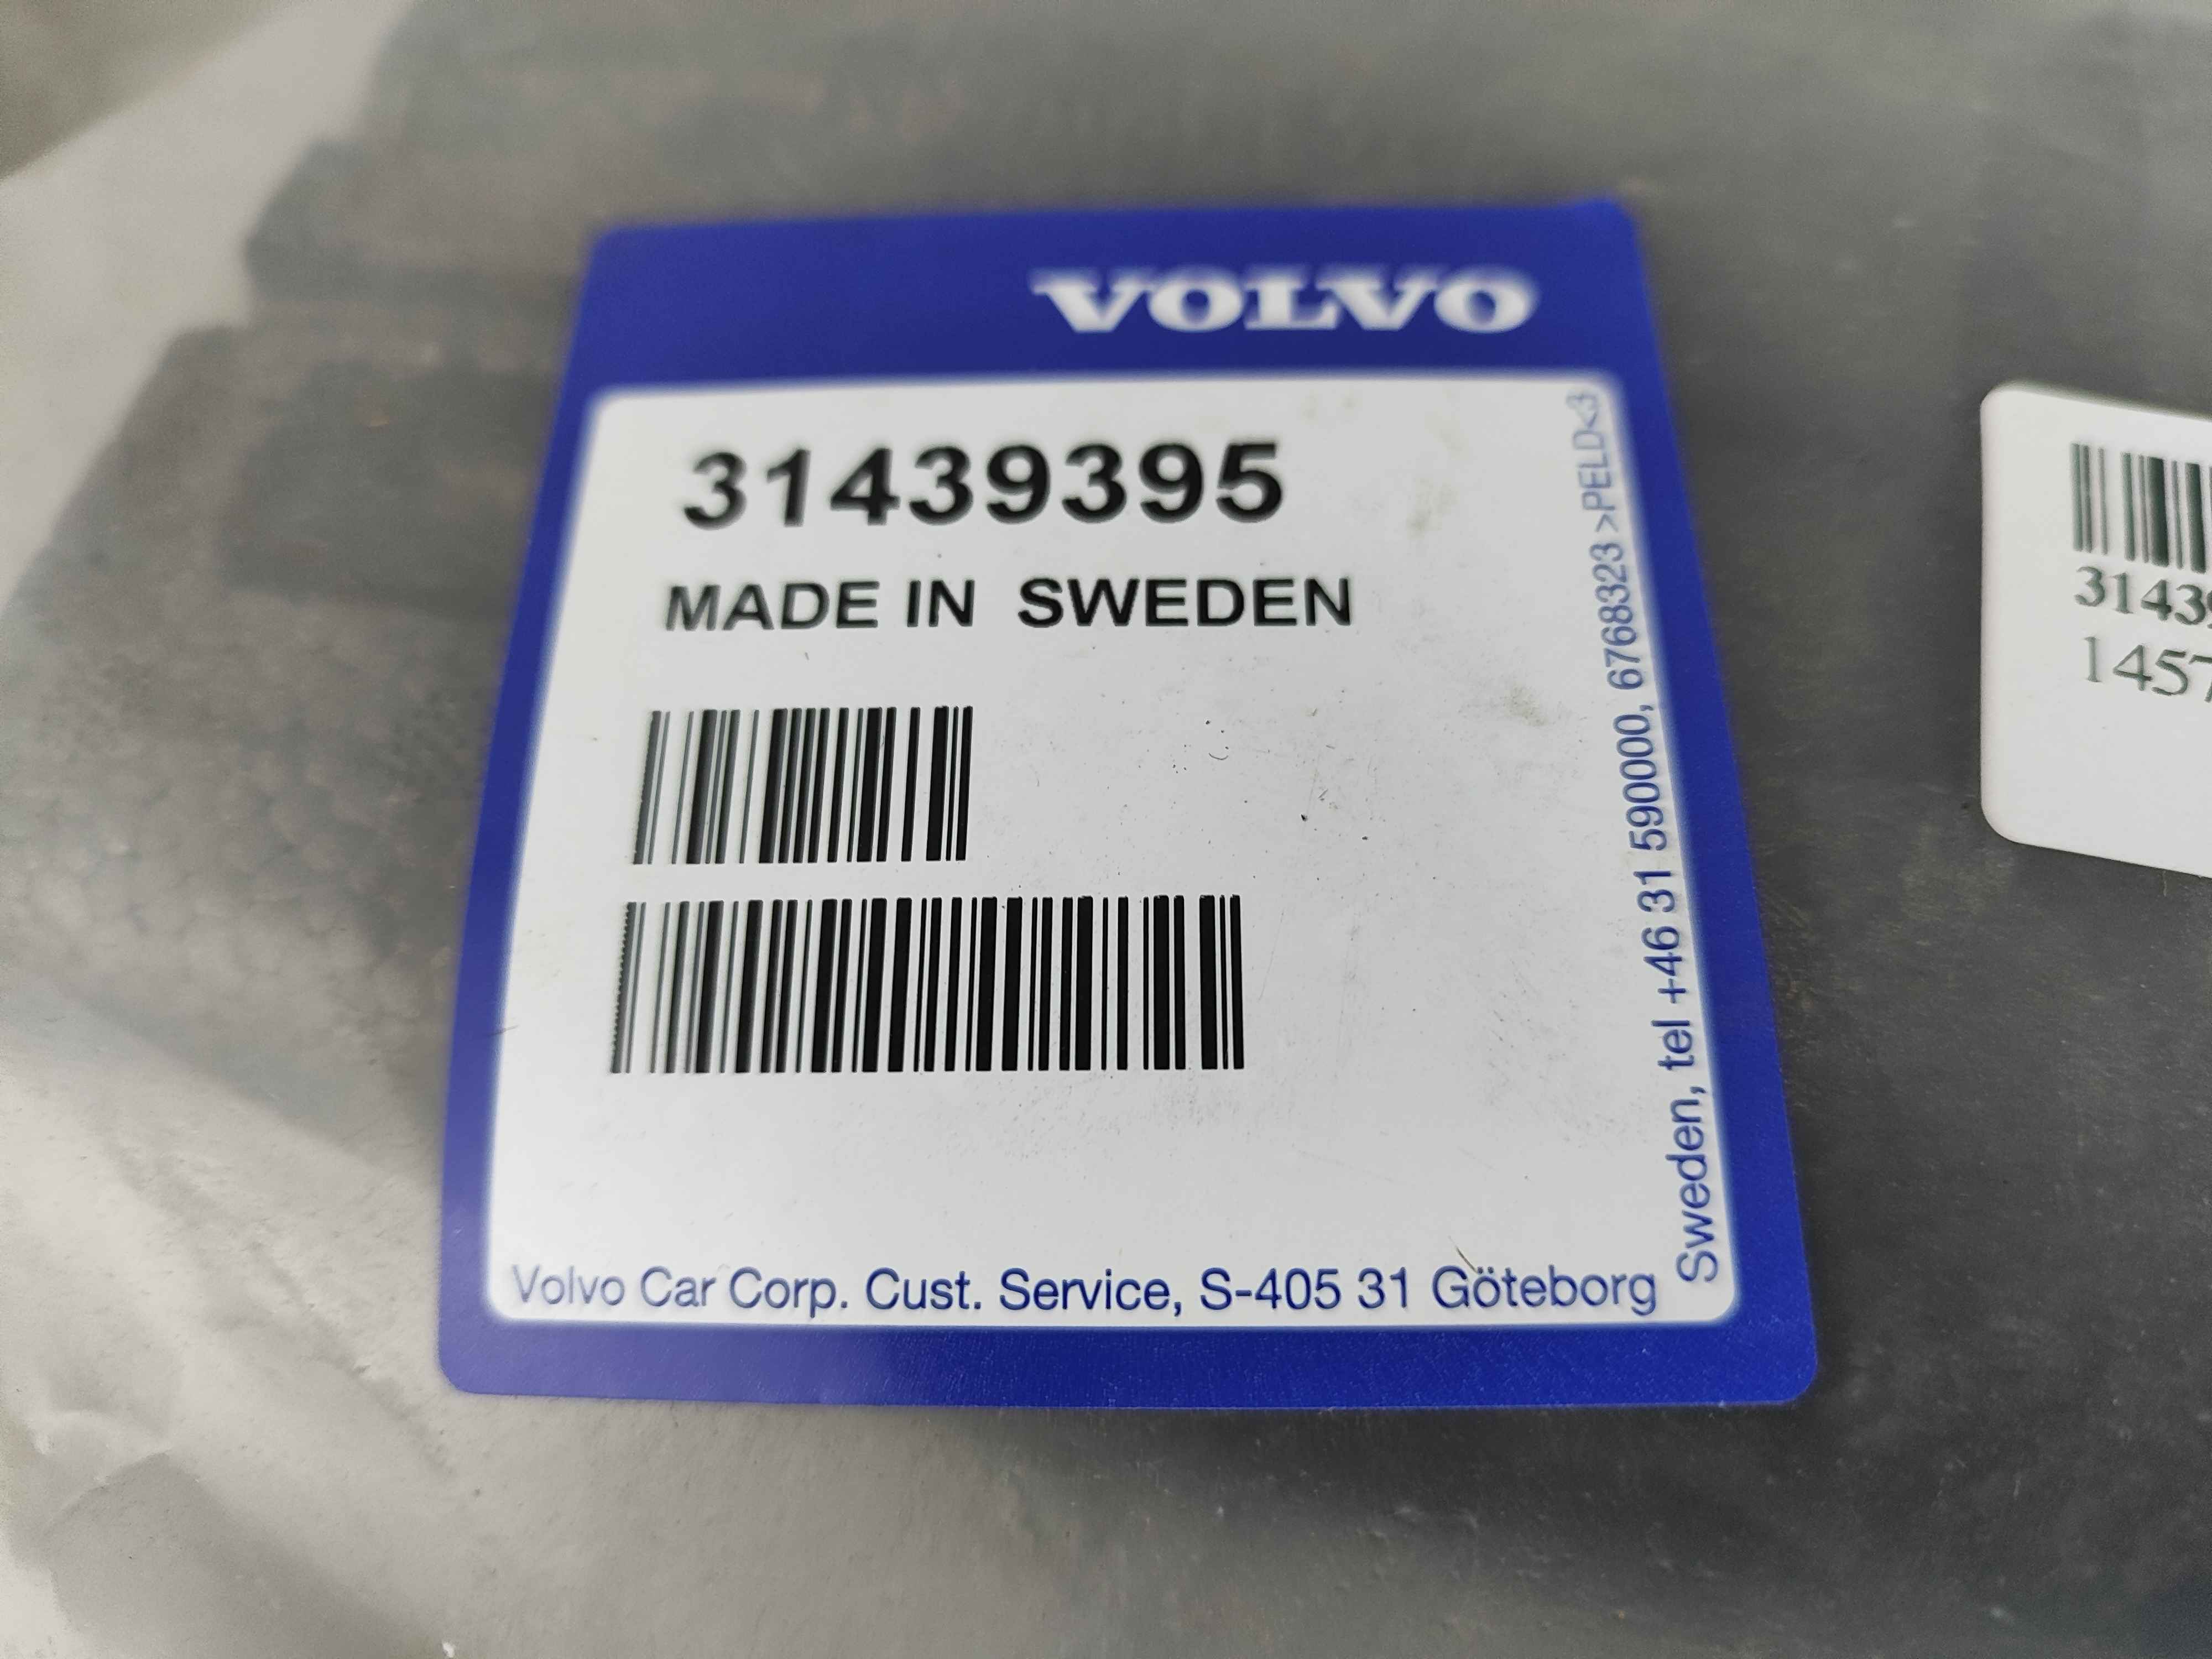 VOLVO
31439395
MADE IN SWEDEN
Volvo Car Corp. Cust. Service, S-405 31 Göteborg
Sweden, tel +46 31 590000, 6768323 >PELD<3
3143
1457